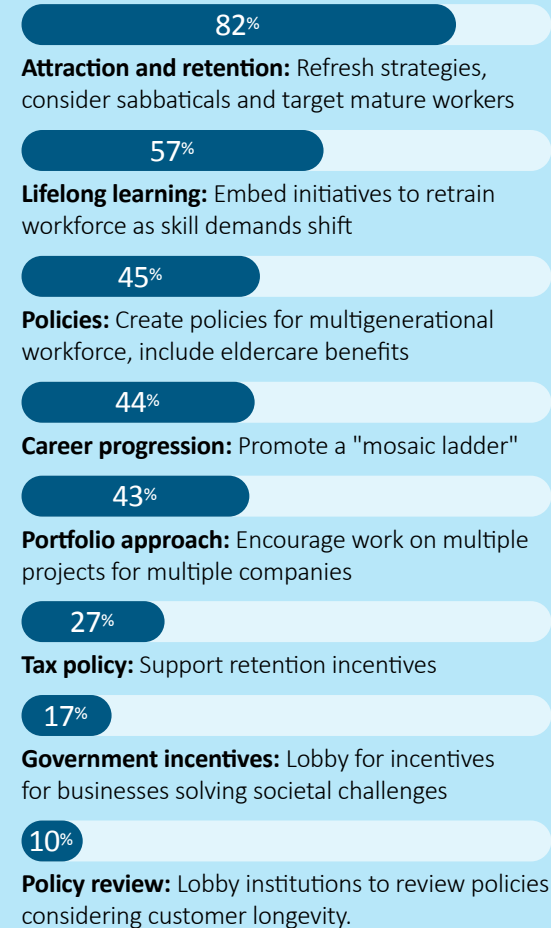 82%
Attraction and retention: Refresh strategies,
consider sabbaticals and target mature workers
57%
Lifelong learning: Embed initiatives to retrain
workforce as skill demands shift
45%
Policies: Create policies for multigenerational
workforce, include eldercare benefits
44%
Career progression: Promote a "mosaic ladder"
43%
Portfolio approach: Encourage work on multiple
projects for multiple companies
27%
Tax policy: Support retention incentives
17%
Government incentives: Lobby for incentives
for businesses solving societal challenges
10%
Policy review: Lobby institutions to review policies
considering customer longevity.